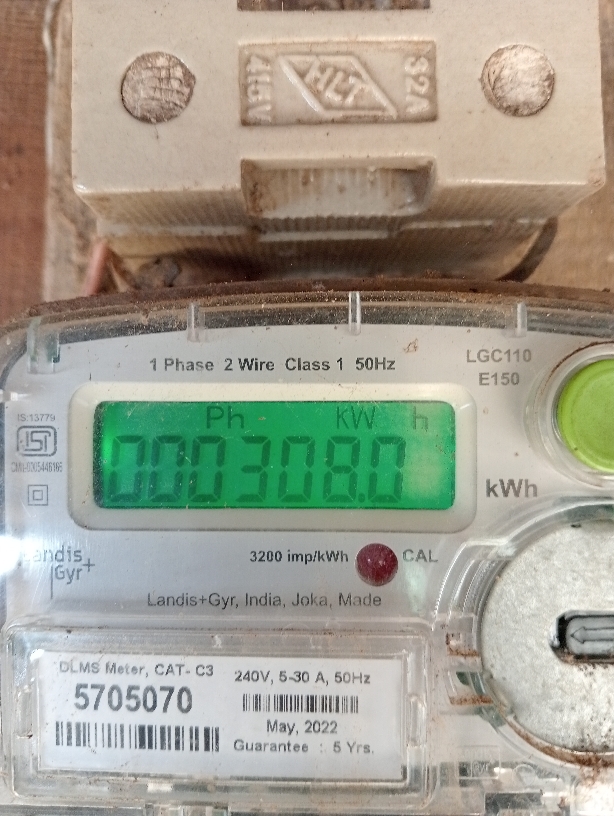 415V HLT 32A
1 Phase 2 Wire Class 1 50Hz
LGC110
E150
IS:13779
ISI
Ph KW h
000308.0
kWh
Landis
Gyr+
3200 imp/kWh CAL
Landis+Gyr, India, Joka, Made
DLMS Meter, CAT- C3
5705070
240V, 5-30 A, 50Hz
May, 2022
Guarantee : 5 Yrs.